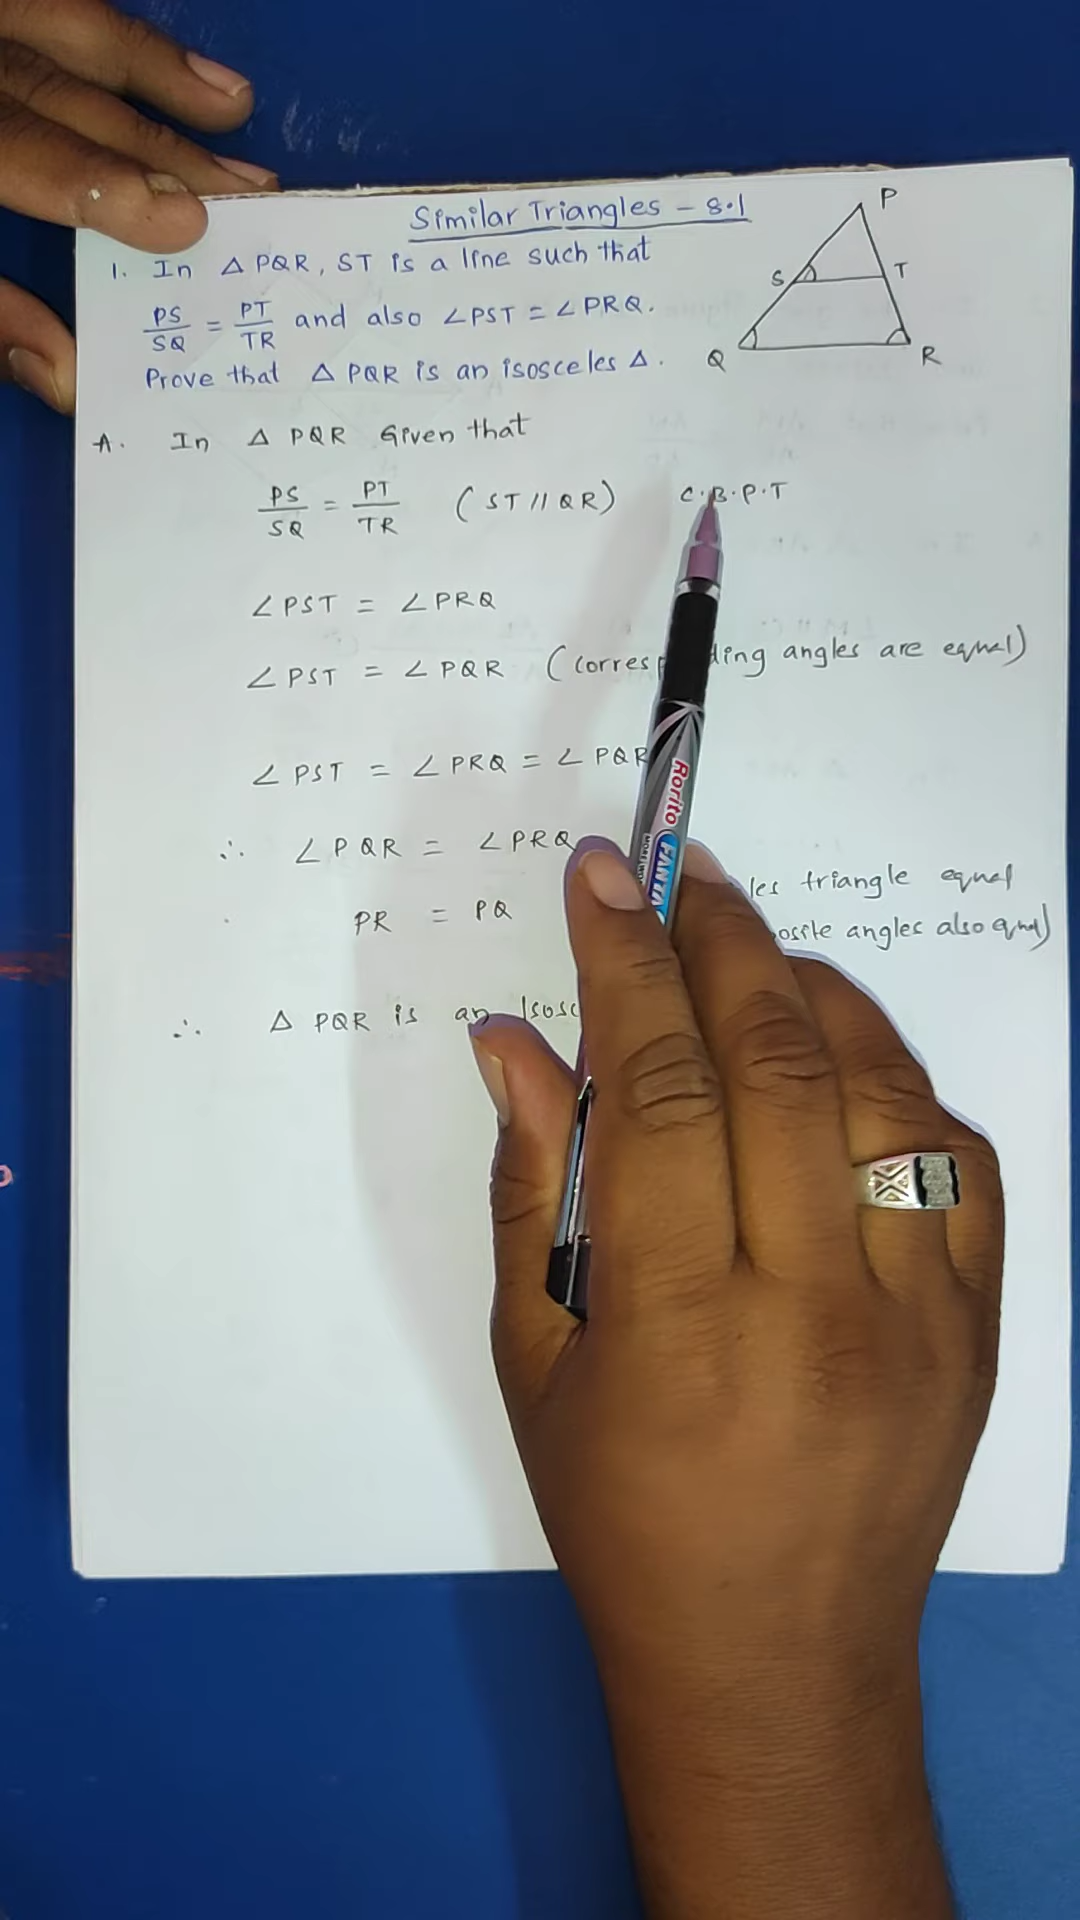 Similar Triangles - 8.1
1. In Δ PQR, ST is a line such that
PS/SQ = PT/TR and also ∠PST = ∠PRQ.
Prove that Δ PQR is an isosceles Δ.
P
S
T
Q
R
A. In Δ PQR Given that
PS/SQ = PT/TR (ST // QR) C.B.P.T
∠PST = ∠PRQ
∠PST = ∠PQR (corresp ding angles are equal)
∠PST = ∠PRQ = ∠PQR
∴ ∠PQR = ∠PRQ
les triangle equal
PR = PQ
osite angles also equal)
∴ Δ PQR is an Isosc
Rorito
FANTA